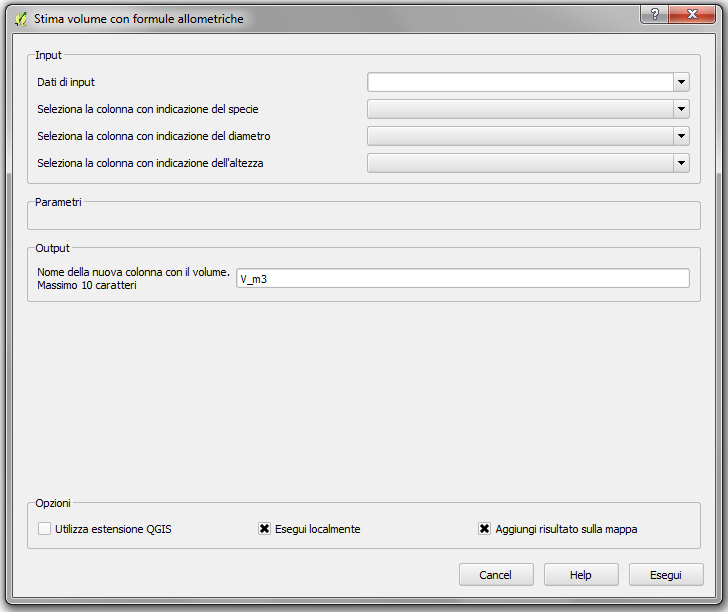 Stima volume con formule allometriche
?
Input
Dati di input
Seleziona la colonna con indicazione del specie
Seleziona la colonna con indicazione del diametro
Seleziona la colonna con indicazione dell'altezza
Parametri
Output
Nome della nuova colonna con il volume.
Massimo 10 caratteri
V_m3
Opzioni
Utilizza estensione QGIS
Esegui localmente
Aggiungi risultato sulla mappa
Cancel
Help
Esegui